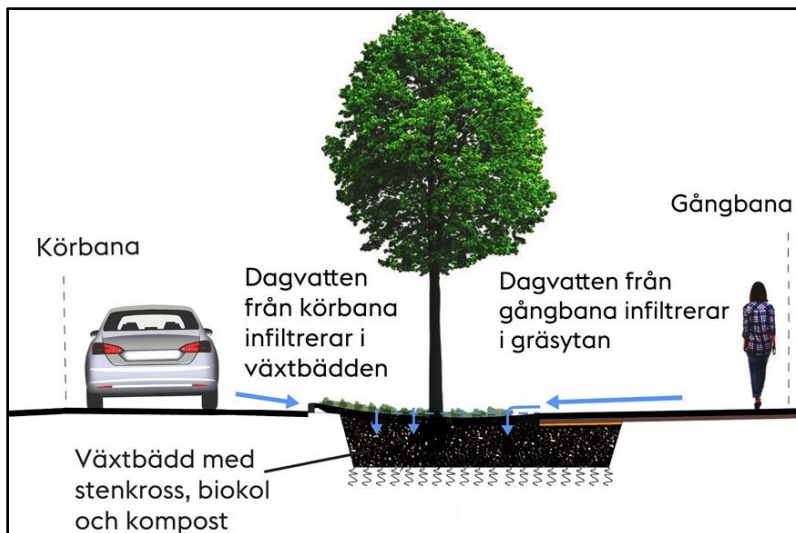 Körbana
Gångbana
Dagvatten
från körbana
infiltrerar i
växtbädden
Dagvatten från
gångbana infiltrerar
i gräsytan
Växtbädd med
stenkross, biokol
och kompost